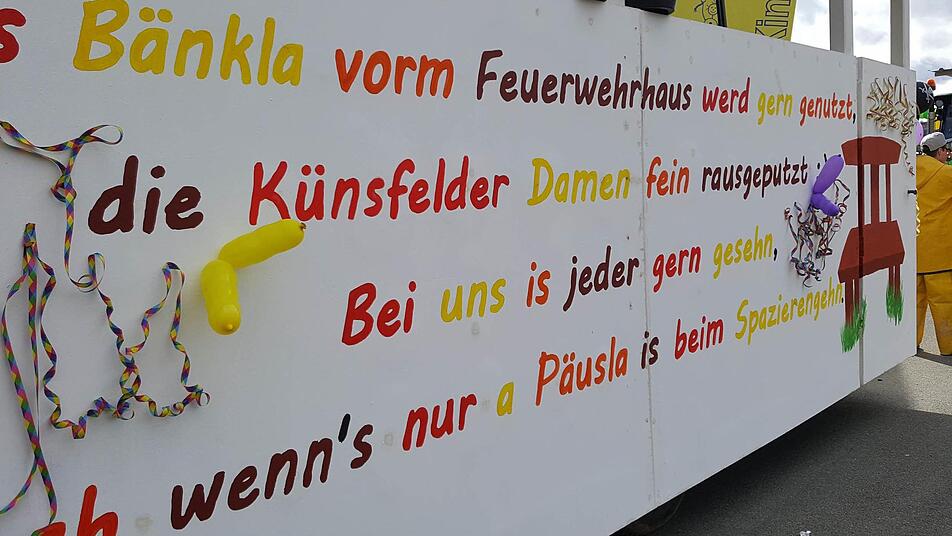 Bänkla vorm Feuerwehrhaus werd gern genutzt,
die Künsfelder Damen fein rausgeputzt
Bei uns is jeder gern gesehn,
wenn's nur a Päusla is beim Spazierengehn.